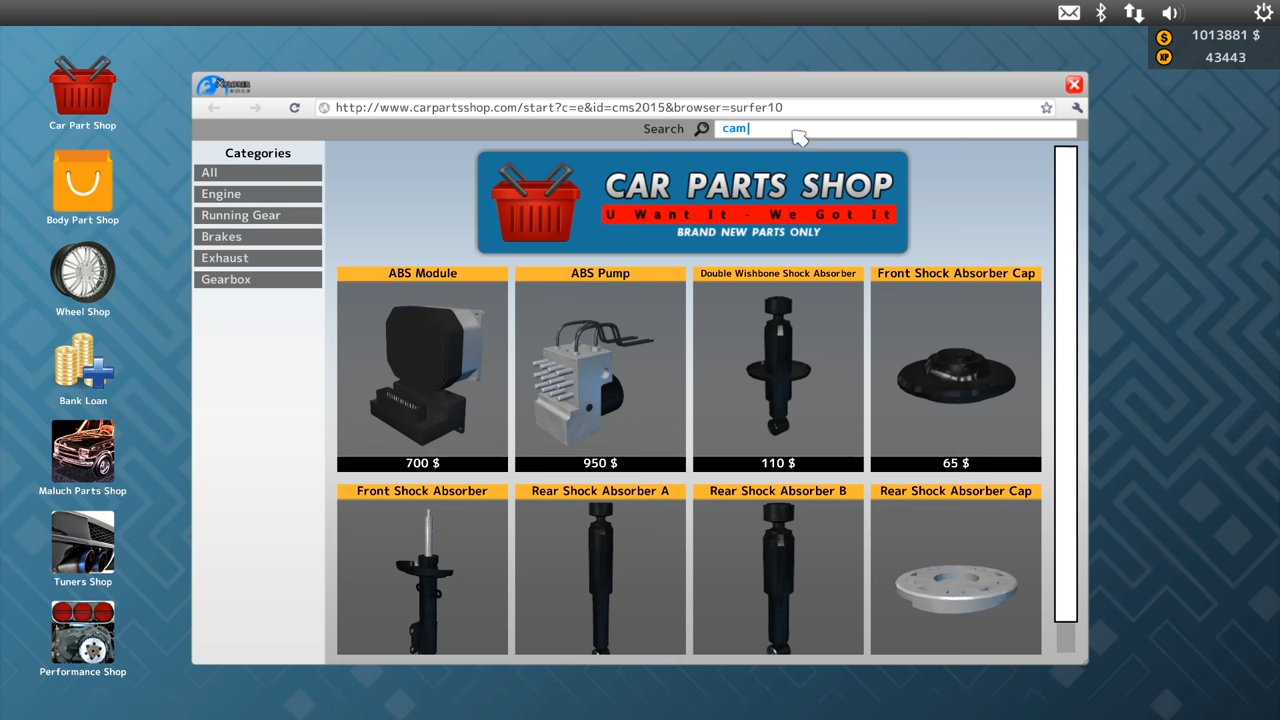 1013881 $
43443
Car Part Shop
Body Part Shop
Wheel Shop
Bank Loan
Maluch Parts Shop
Tuners Shop
Performance Shop
http://www.carpartsshop.com/start?c=e&id=cms2015&browser=surfer10
Search
cam
Categories
All
Engine
Running Gear
Brakes
Exhaust
Gearbox
CAR PARTS SHOP
U Want It - We Got It
BRAND NEW PARTS ONLY
ABS Module
ABS Pump
Double Wishbone Shock Absorber
Front Shock Absorber Cap
700 $
950 $
110 $
65 $
Front Shock Absorber
Rear Shock Absorber A
Rear Shock Absorber B
Rear Shock Absorber Cap